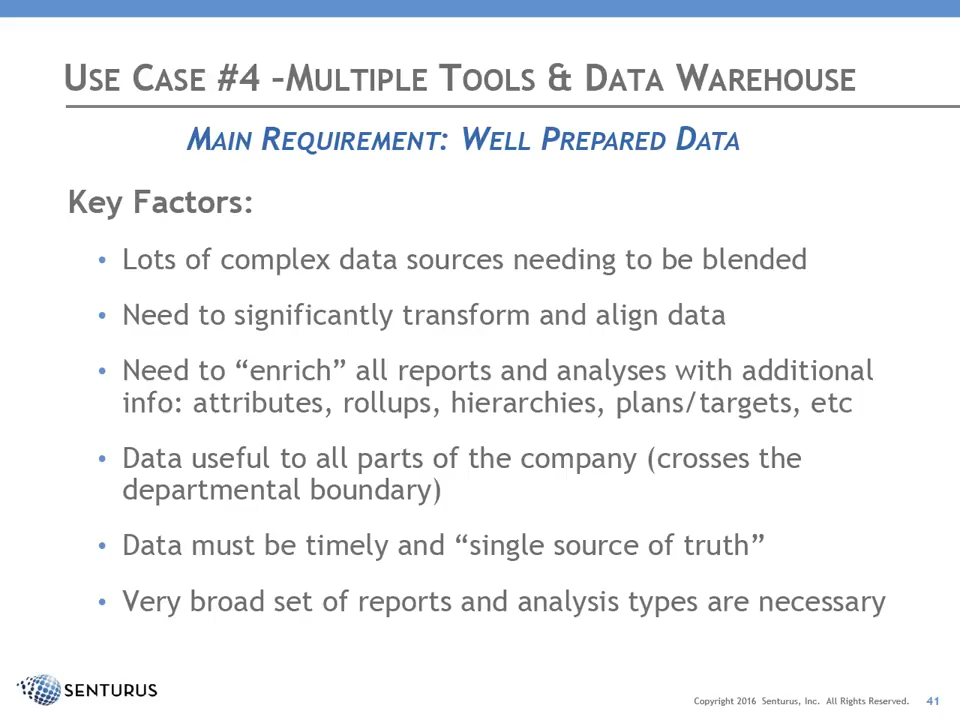 USE CASE #4 –MULTIPLE TOOLS & DATA WAREHOUSE
MAIN REQUIREMENT: WELL PREPARED DATA
Key Factors:
• Lots of complex data sources needing to be blended
• Need to significantly transform and align data
• Need to “enrich” all reports and analyses with additional
info: attributes, rollups, hierarchies, plans/targets, etc
• Data useful to all parts of the company (crosses the
departmental boundary)
• Data must be timely and “single source of truth”
• Very broad set of reports and analysis types are necessary
SENTURUS
Copyright 2016 Senturus, Inc. All Rights Reserved. 41